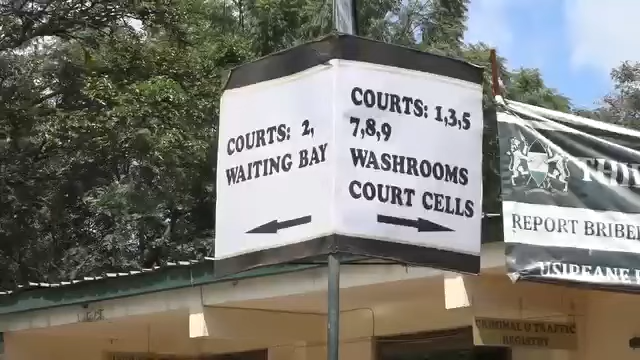 COURTS: 2,
WAITING BAY
COURTS: 1,3,5
7,8,9
WASHROOMS
COURT CELLS
REPORT BRIBE
USIPEANE
CRIMINAL & TRAFFIC
REGISTRY